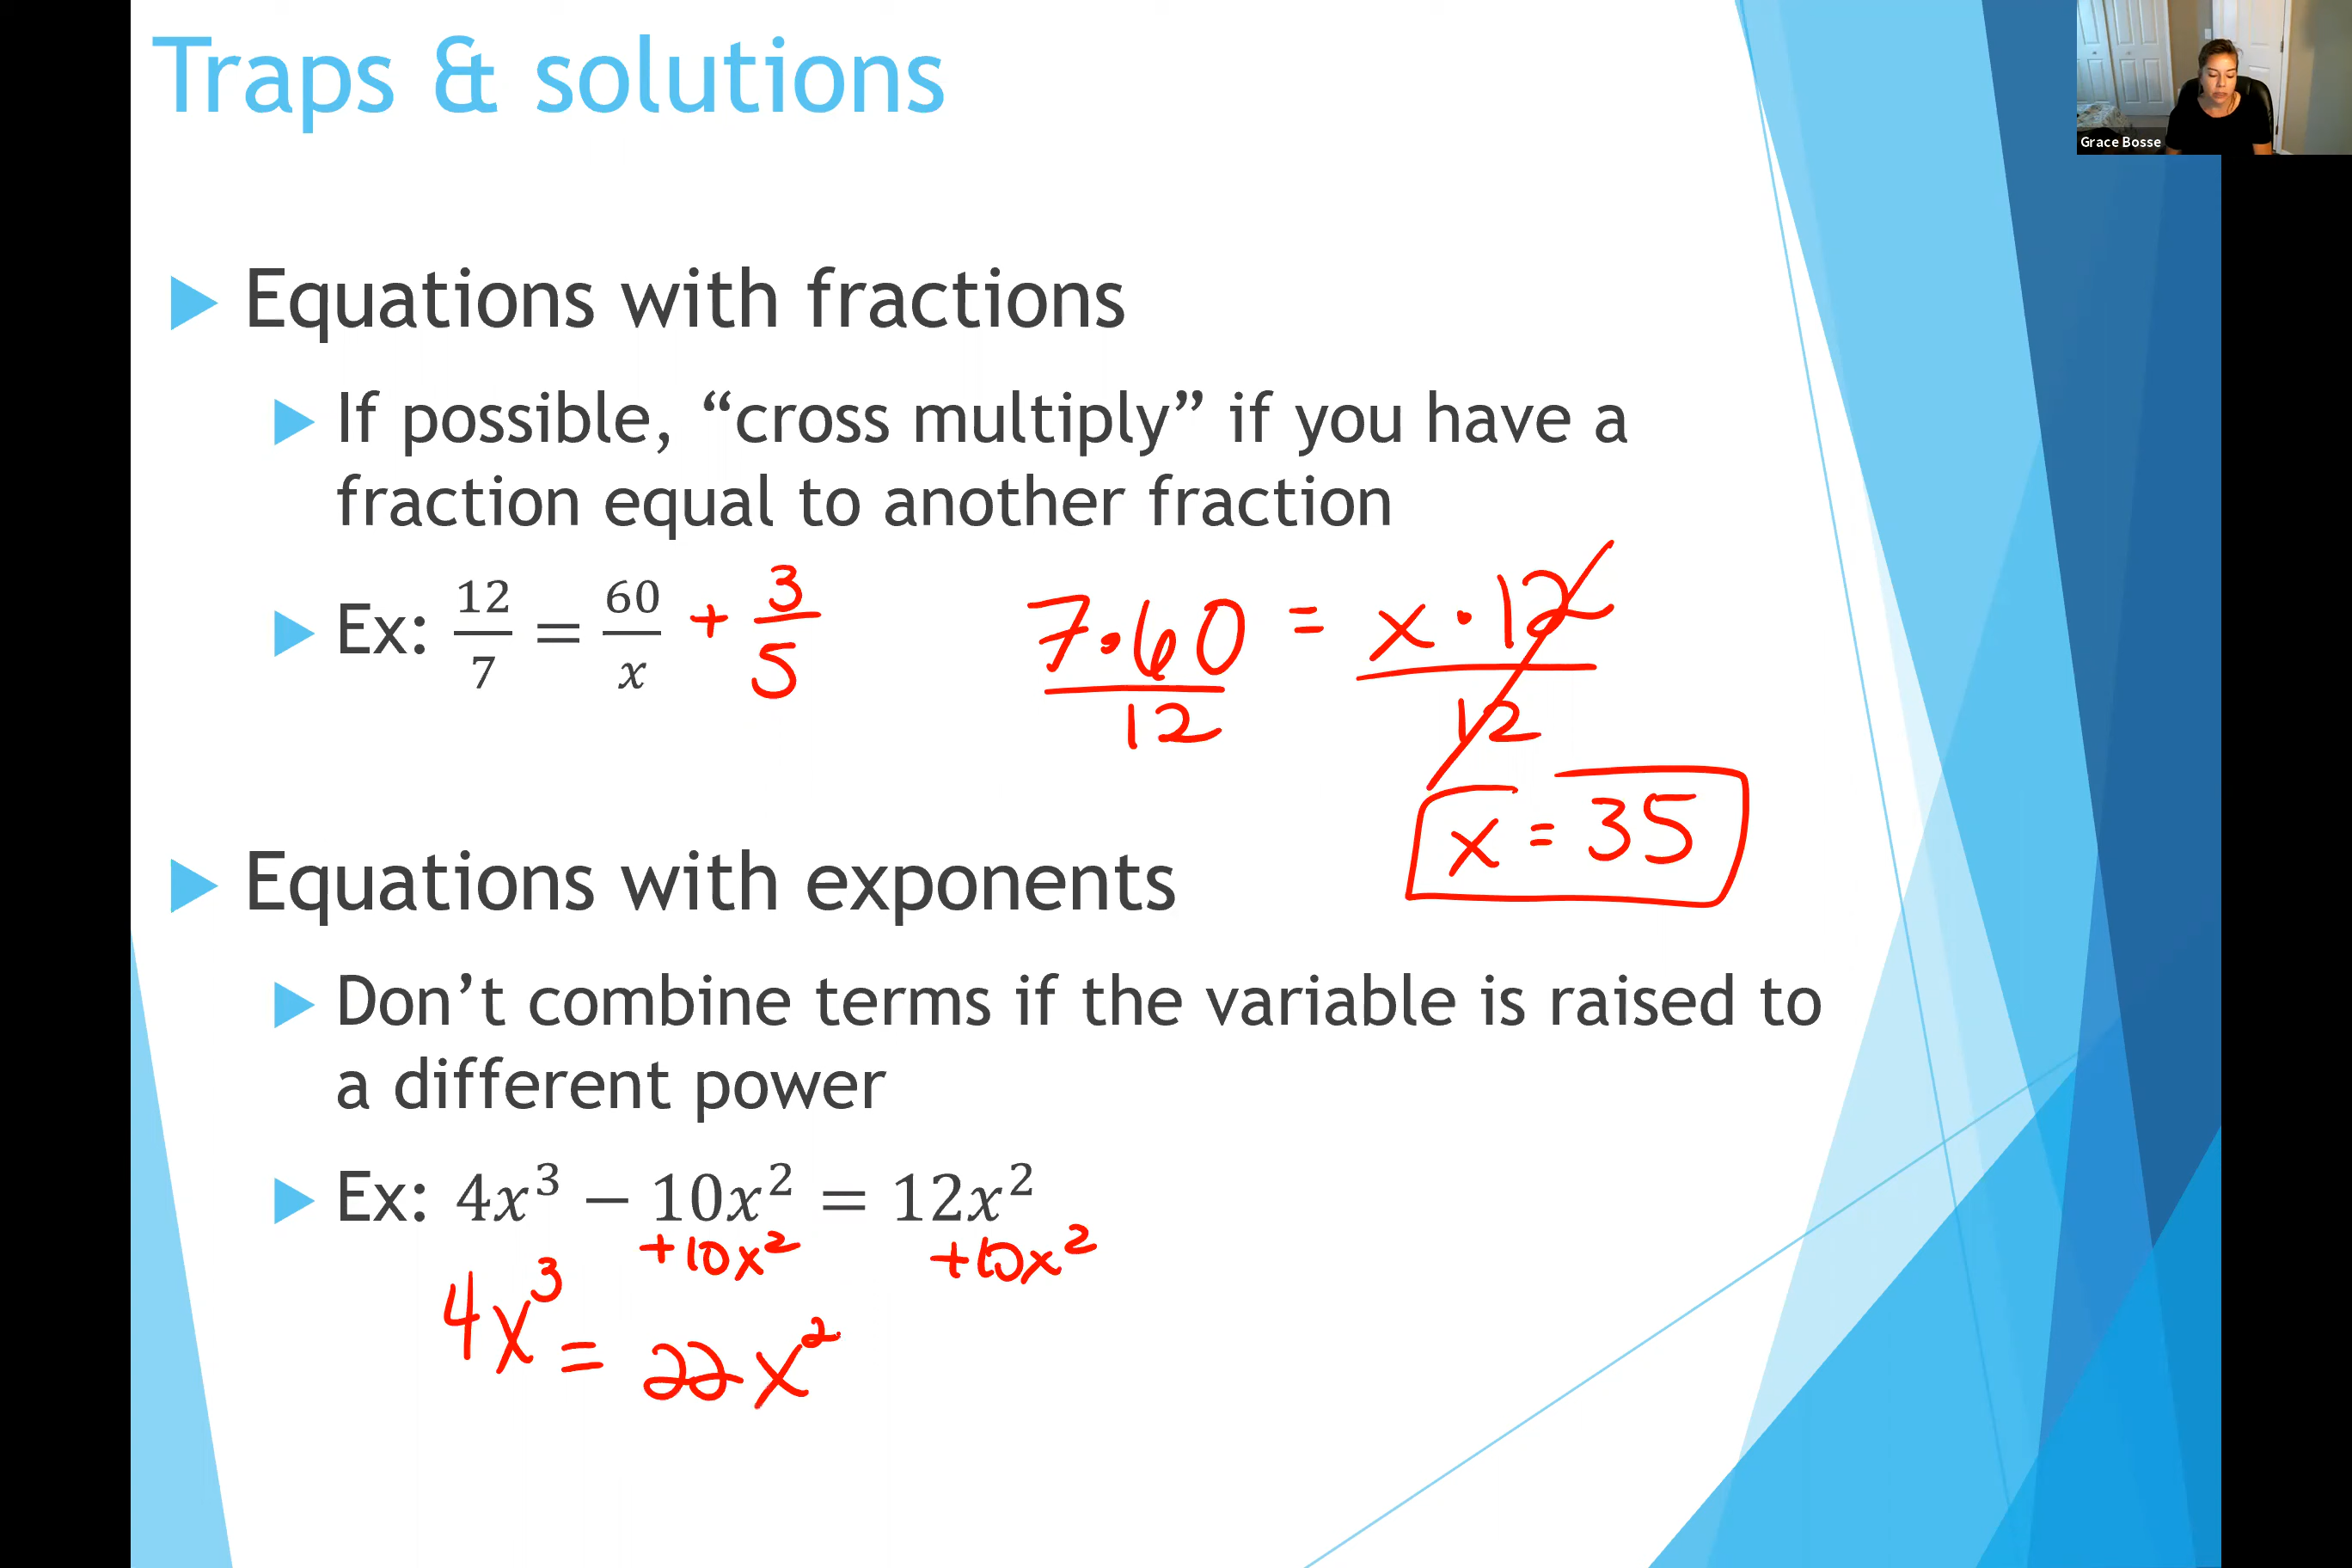 Traps & solutions
Grace Bosse
Equations with fractions
If possible, “cross multiply” if you have a
fraction equal to another fraction
Ex: 12/7 = 60/x + 3/5
7·60/12 = x·12/12
x = 35
Equations with exponents
Don’t combine terms if the variable is raised to
a different power
Ex: 4x³ − 10x² = 12x²
+10x² +10x²
4x³ = 22x²